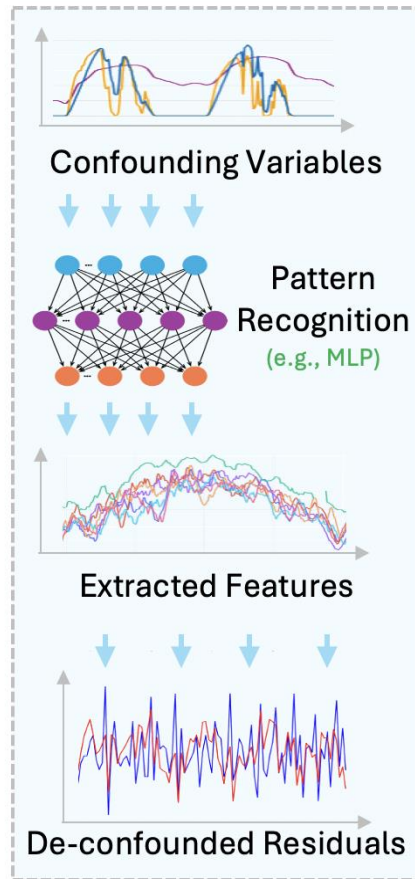 Confounding Variables
Pattern
Recognition
(e.g., MLP)
Extracted Features
De-confounded Residuals